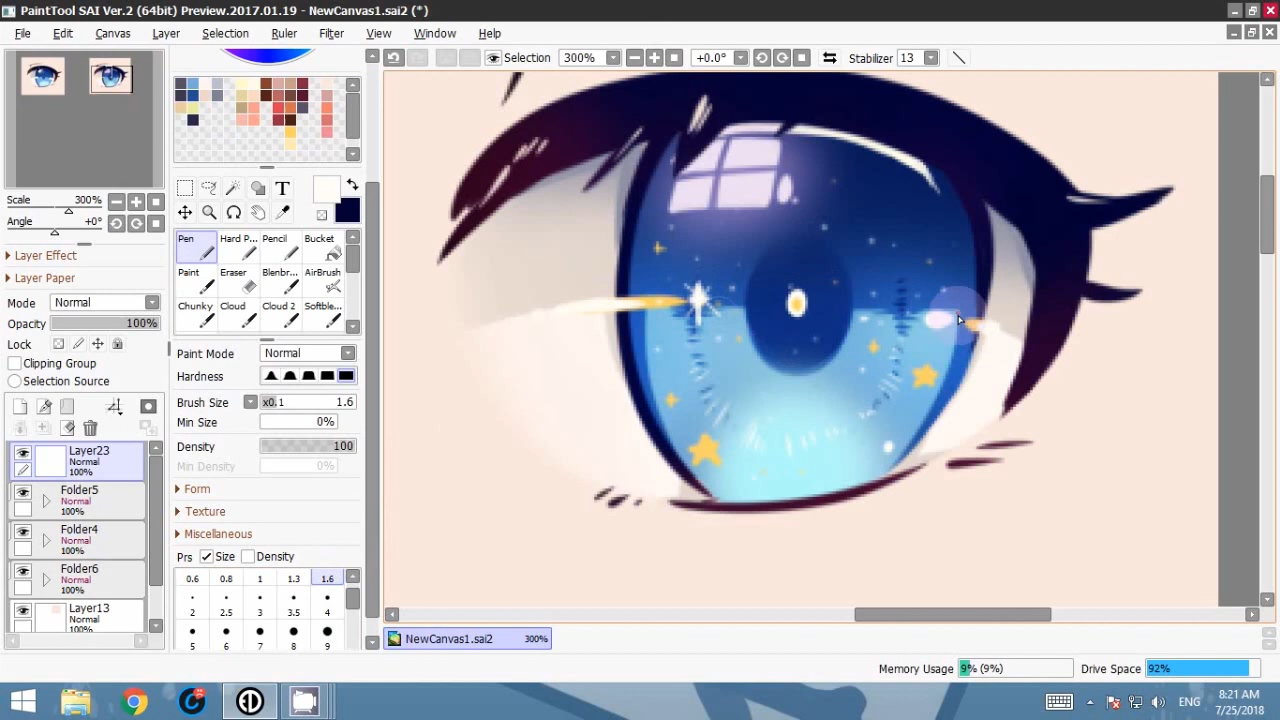 PaintTool SAI Ver.2 (64bit) Preview.2017.01.19 - NewCanvas1.sai2 (*)
File Edit Canvas Layer Selection Ruler Filter View Window Help
Selection 300% +0.0° Stabilizer 13
Scale 300%
Angle +0°
Layer Effect
Layer Paper
Mode Normal
Opacity 100%
Lock
Clipping Group
Selection Source
Layer23
Normal
100%
Folder5
Normal
100%
Folder4
Normal
100%
Folder6
Normal
100%
Layer13
Normal
100%
T
Pen Hard P... Pencil Bucket
Paint Eraser Blenbr... AirBrush
Chunky Cloud Cloud 2 Softble...
Paint Mode Normal
Hardness
Brush Size x0.1 1.6
Min Size 0%
Density 100
Min Density 0%
Form
Texture
Miscellaneous
Prs Size Density
0.6 0.8 1 1.3 1.6
2 2.5 3 3.5 4
5 6 7 8 9
NewCanvas1.sai2 300%
Memory Usage 9% (9%) Drive Space 92%
ENG
8:21 AM
7/25/2018